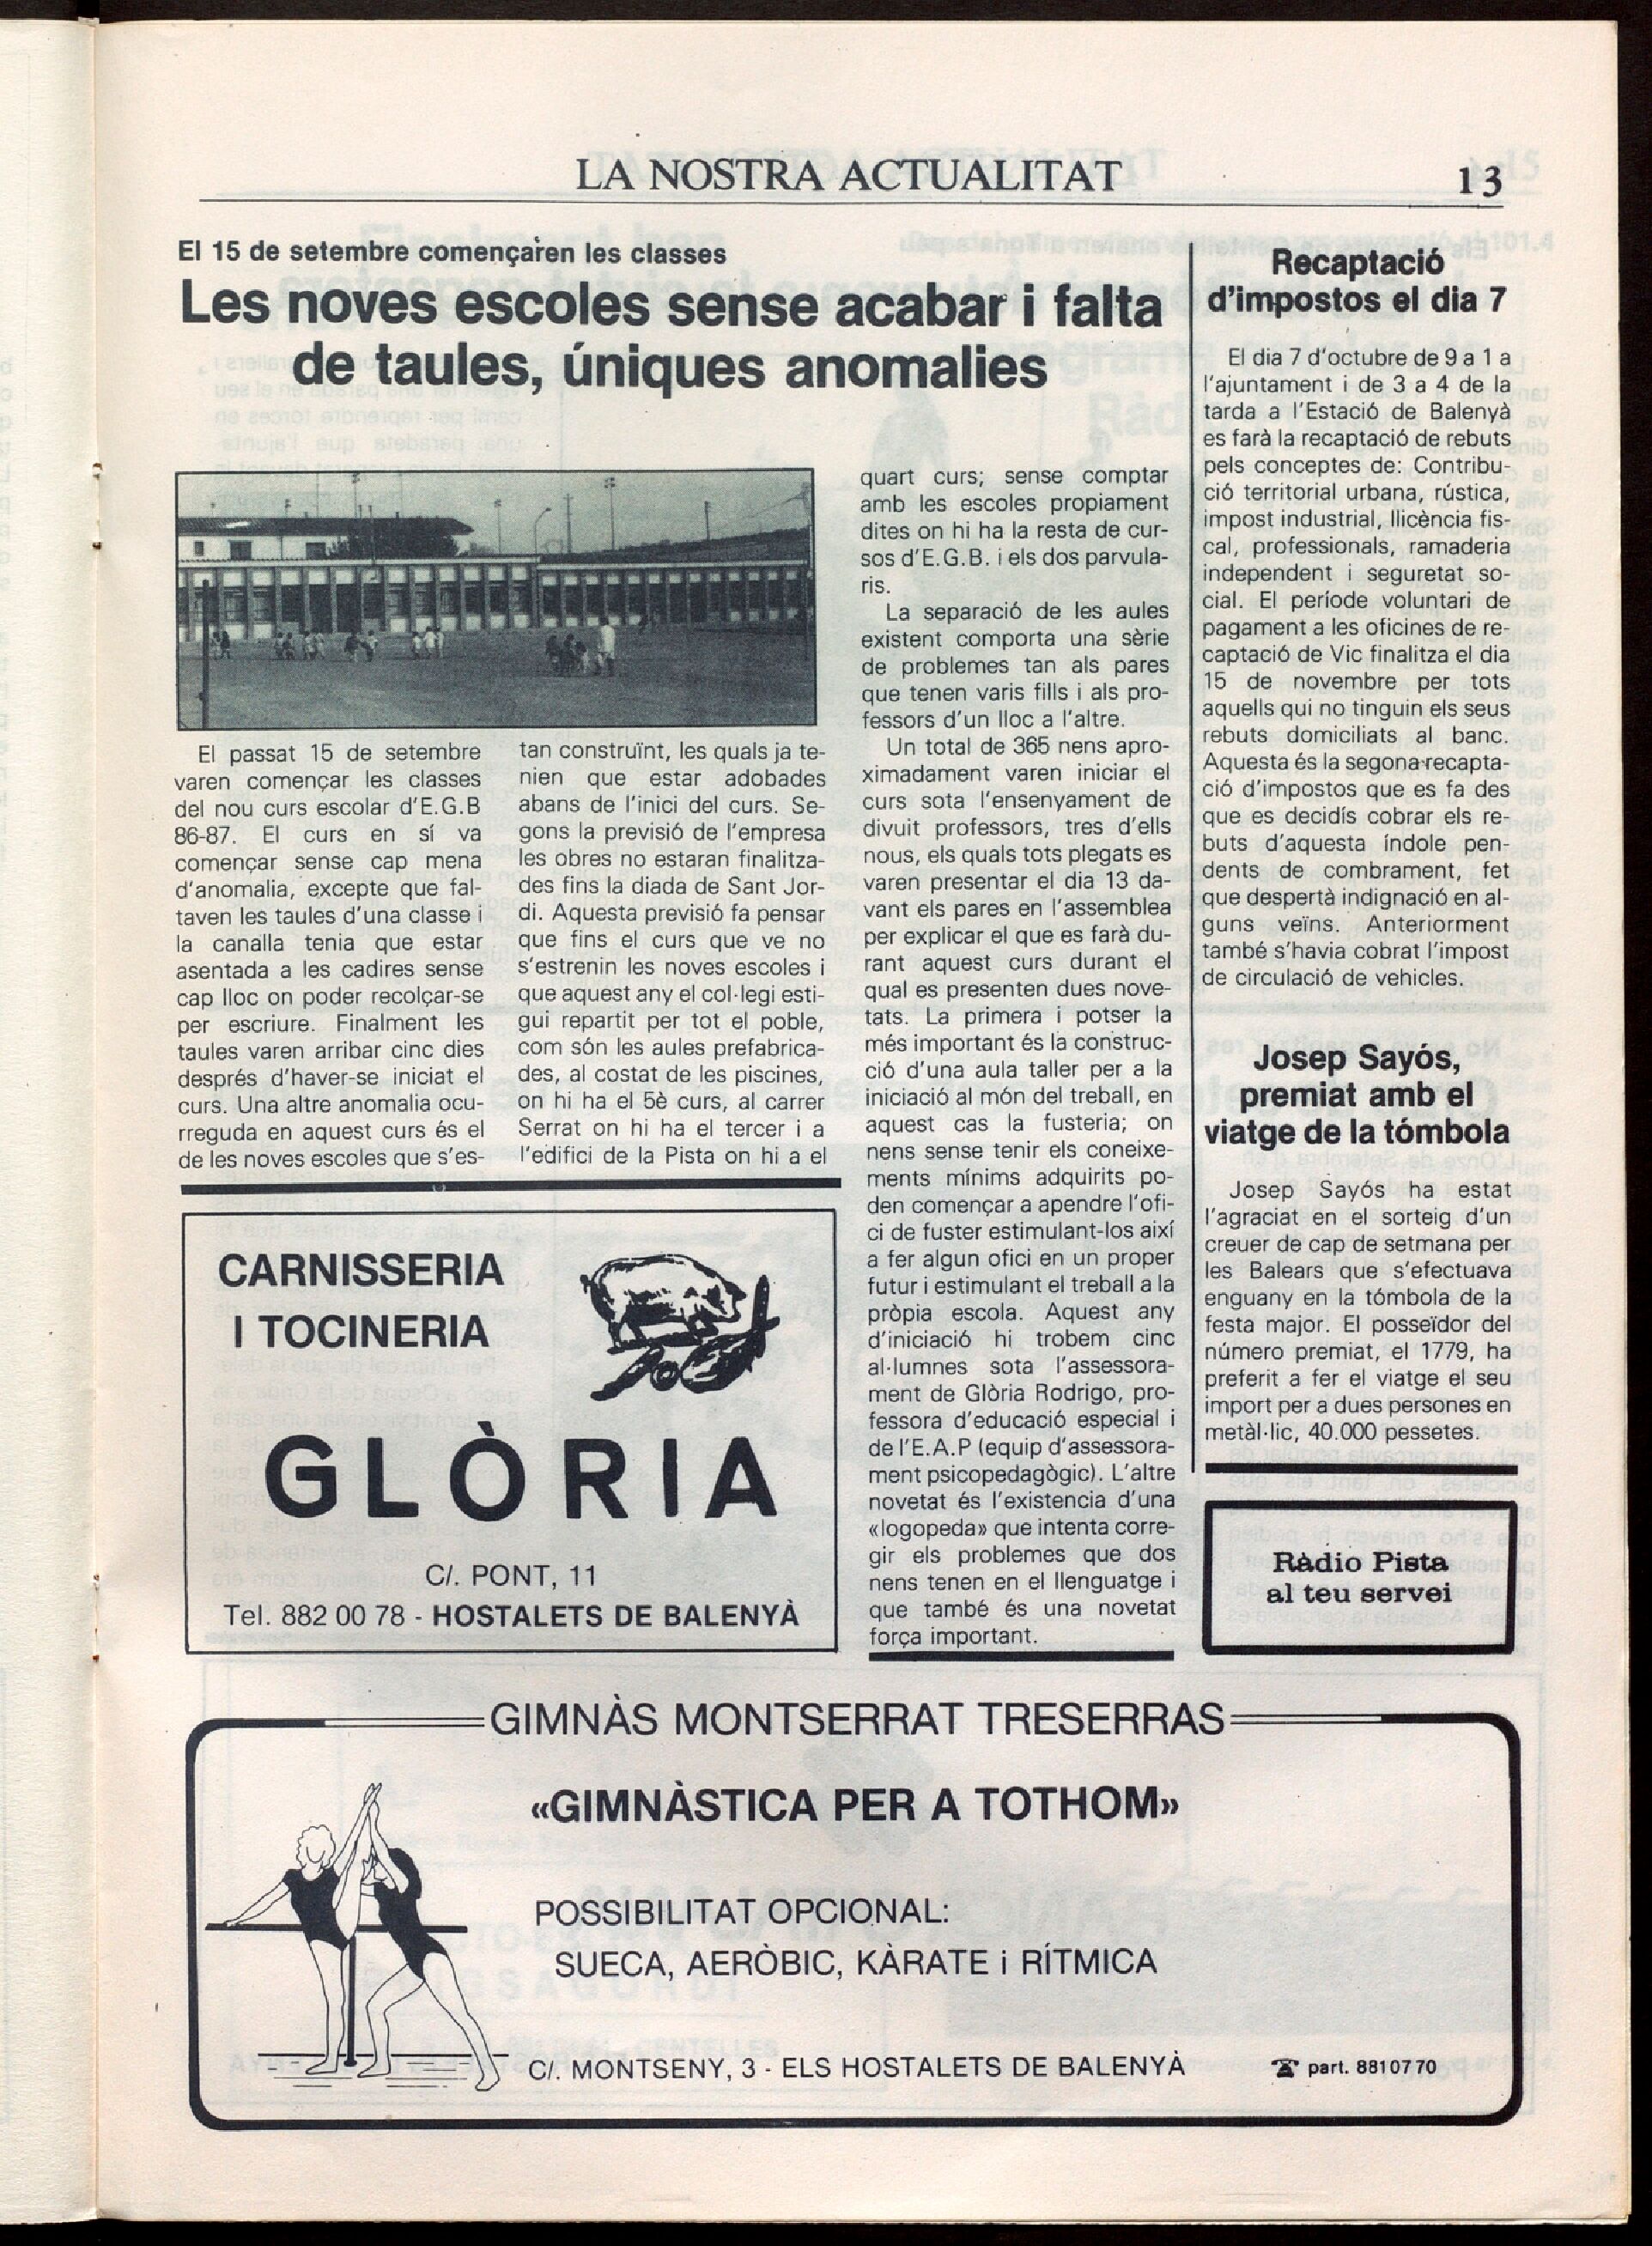 LA NOSTRA ACTUALITAT
13
El 15 de setembre començaren les classes
Les noves escoles sense acabar i falta
de taules, úniques anomalies
El passat 15 de setembre
varen començar les classes
del nou curs escolar d'E.G.B
86-87. El curs en sí va
començar sense cap mena
d'anomalia, excepte que fal-
taven les taules d'una classe i
la canalla tenia que estar
asentada a les cadires sense
cap lloc on poder recolçar-se
per escriure. Finalment les
taules varen arribar cinc dies
després d'haver-se iniciat el
curs. Una altre anomalia ocu-
rreguda en aquest curs és el
de les noves escoles que s'es-
tan construïnt, les quals ja te-
nien que estar adobades
abans de l'inici del curs. Se-
gons la previsió de l'empresa
les obres no estaran finalitza-
des fins la diada de Sant Jor-
di. Aquesta previsió fa pensar
que fins el curs que ve no
s'estrenin les noves escoles i
que aquest any el col·legi esti-
gui repartit per tot el poble,
com són les aules prefabrica-
des, al costat de les piscines,
on hi ha el 5è curs, al carrer
Serrat on hi ha el tercer i a
l'edifici de la Pista on hi a el
quart curs; sense comptar
amb les escoles propiament
dites on hi ha la resta de cur-
sos d'E.G.B. i els dos parvula-
ris.
La separació de les aules
existent comporta una sèrie
de problemes tan als pares
que tenen varis fills i als pro-
fessors d'un lloc a l'altre.
Un total de 365 nens apro-
ximadament varen iniciar el
curs sota l'ensenyament de
divuit professors, tres d'ells
nous, els quals tots plegats es
varen presentar el dia 13 da-
vant els pares en l'assemblea
per explicar el que es farà du-
rant aquest curs durant el
qual es presenten dues nove-
tats. La primera i potser la
més important és la construc-
ció d'una aula taller per a la
iniciació al món del treball, en
aquest cas la fusteria; on
nens sense tenir els coneixe-
ments mínims adquirits po-
den començar a apendre l'ofi-
ci de fuster estimulant-los així
a fer algun ofici en un proper
futur i estimulant el treball a la
pròpia escola. Aquest any
d'iniciació hi trobem cinc
al·lumnes sota l'assessora-
ment de Glòria Rodrigo, pro-
fessora d'educació especial i
de l'E.A.P (equip d'assessora-
ment psicopedagògic). L'altre
novetat és l'existencia d'una
«logopeda» que intenta corre-
gir els problemes que dos
nens tenen en el llenguatge i
que també és una novetat
força important.
Recaptació
d'impostos el dia 7
El dia 7 d'octubre de 9 a 1 a
l'ajuntament i de 3 a 4 de la
tarda a l'Estació de Balenyà
es farà la recaptació de rebuts
pels conceptes de: Contribu-
ció territorial urbana, rústica,
impost industrial, llicència fis-
cal, professionals, ramaderia
independent i seguretat so-
cial. El període voluntari de
pagament a les oficines de re-
captació de Vic finalitza el dia
15 de novembre per tots
aquells qui no tinguin els seus
rebuts domiciliats al banc.
Aquesta és la segona recapta-
ció d'impostos que es fa des
que es decidís cobrar els re-
buts d'aquesta índole pen-
dents de combrament, fet
que despertà indignació en al-
guns veïns. Anteriorment
també s'havia cobrat l'impost
de circulació de vehicles.
Josep Sayós,
premiat amb el
viatge de la tómbola
Josep Sayós ha estat
l'agraciat en el sorteig d'un
creuer de cap de setmana per
les Balears que s'efectuava
enguany en la tómbola de la
festa major. El posseïdor del
número premiat, el 1779, ha
preferit a fer el viatge el seu
import per a dues persones en
metàl·lic, 40.000 pessetes.
Ràdio Pista
al teu servei
CARNISSERIA
I TOCINERIA
GLÒRIA
C/. PONT, 11
Tel. 882 00 78 - HOSTALETS DE BALENYÀ
GIMNÀS MONTSERRAT TRESERRAS
«GIMNÀSTICA PER A TOTHOM»
POSSIBILITAT OPCIONAL:
SUECA, AERÒBIC, KÀRATE i RÍTMICA
C/. MONTSENY, 3 - ELS HOSTALETS DE BALENYÀ
☎ part. 8810770